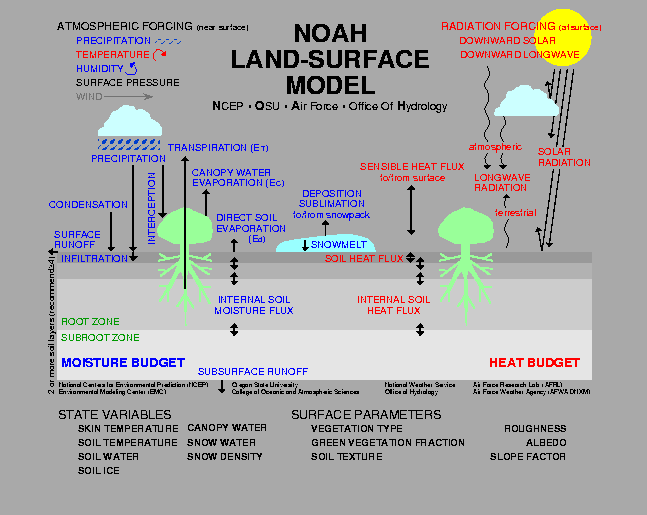 ATMOSPHERIC FORCING (near surface)
PRECIPITATION
TEMPERATURE
HUMIDITY
SURFACE PRESSURE
WIND
NOAH
LAND-SURFACE
MODEL
NCEP • OSU • Air Force • Office Of Hydrology
RADIATION FORCING (at surface)
DOWNWARD SOLAR
DOWNWARD LONGWAVE
PRECIPITATION
TRANSPIRATION (ET)
CANOPY WATER
EVAPORATION (Ec)
INTERCEPTION
CONDENSATION
DIRECT SOIL
EVAPORATION
(Ed)
DEPOSITION
SUBLIMATION
to/from snowpack
SENSIBLE HEAT FLUX
to/from surface
atmospheric
LONGWAVE
RADIATION
terrestrial
SOLAR
RADIATION
SURFACE
RUNOFF
INFILTRATION
SNOWMELT
SOIL HEAT FLUX
2 or more soil layers (recommend≥4)
INTERNAL SOIL
MOISTURE FLUX
INTERNAL SOIL
HEAT FLUX
ROOT ZONE
SUBROOT ZONE
MOISTURE BUDGET
HEAT BUDGET
SUBSURFACE RUNOFF
National Centers for Environmental Prediction (NCEP)
Environmental Modeling Center (EMC)
Oregon State University
College of Oceanic and Atmospheric Sciences
National Weather Service
Office of Hydrology
Air Force Research Lab (AFRL)
Air Force Weather Agency (AFWA/DNXM)
STATE VARIABLES
SKIN TEMPERATURE
SOIL TEMPERATURE
SOIL WATER
SOIL ICE
CANOPY WATER
SNOW WATER
SNOW DENSITY
SURFACE PARAMETERS
VEGETATION TYPE
GREEN VEGETATION FRACTION
SOIL TEXTURE
ROUGHNESS
ALBEDO
SLOPE FACTOR